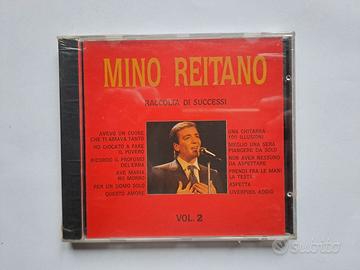 MINO REITANO
RACCOLTA DI SUCCESSI
AVEVO UN CUORE
CHE TI AMAVA TANTO
HO GIOCATO A FARE
IL POVERO
RICORDO IL PROFUMO
DELL'ERBA
AVE MARIA
NO MORRO
PER UN UOMO SOLO
QUESTO AMORE
UNA CHITARRA
100 ILLUSIONI
MEGLIO UNA SERA
PIANGERE DA SOLO
NON AVER NESSUNO
DA ASPETTARE
PRENDI FRA LE MANI
LA TESTA
ASPETTA
LIVERPOOL ADDIO
VOL. 2
subito